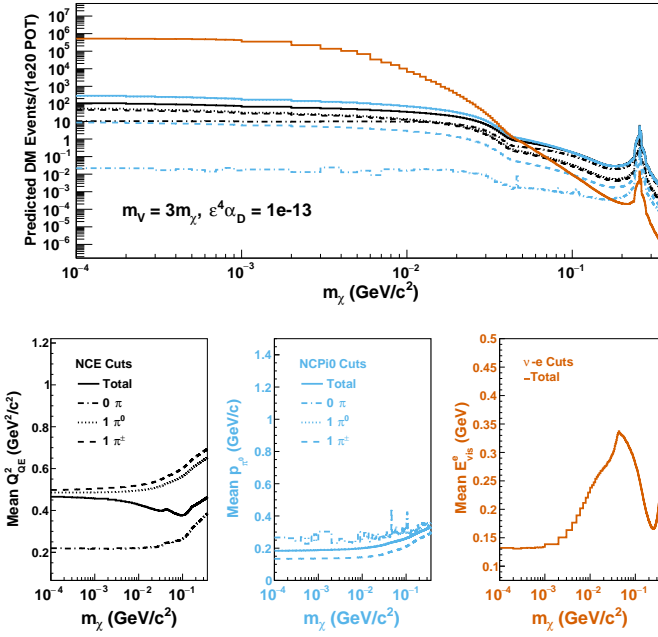 Predicted DM Events/(1e20 POT)
10⁶
10⁵
10⁴
10³
10²
10
1
10⁻¹
10⁻²
10⁻³
10⁻⁴
10⁻⁵
10⁻⁶
m_V = 3m_χ, ε⁴α_D = 1e-13
10⁻⁴ 10⁻³ 10⁻² 10⁻¹
m_χ (GeV/c²)
Mean Q²_QE (GeV²/c²)
1.2
1
0.8
0.6
0.4
0.2
NCE Cuts
Total
0 π
1 π⁰
1 π±
10⁻⁴ 10⁻³ 10⁻² 10⁻¹
m_χ (GeV/c²)
Mean p_π⁰ (GeV/c)
1.4
1.2
1
0.8
0.6
0.4
0.2
0
NCPi0 Cuts
Total
0 π
1 π⁰
1 π±
10⁻⁴ 10⁻³ 10⁻² 10⁻¹
m_χ (GeV/c²)
Mean E^e_vis (GeV)
0.5
0.45
0.4
0.35
0.3
0.25
0.2
0.15
0.1
ν-e Cuts
Total
10⁻⁴ 10⁻³ 10⁻² 10⁻¹
m_χ (GeV/c²)